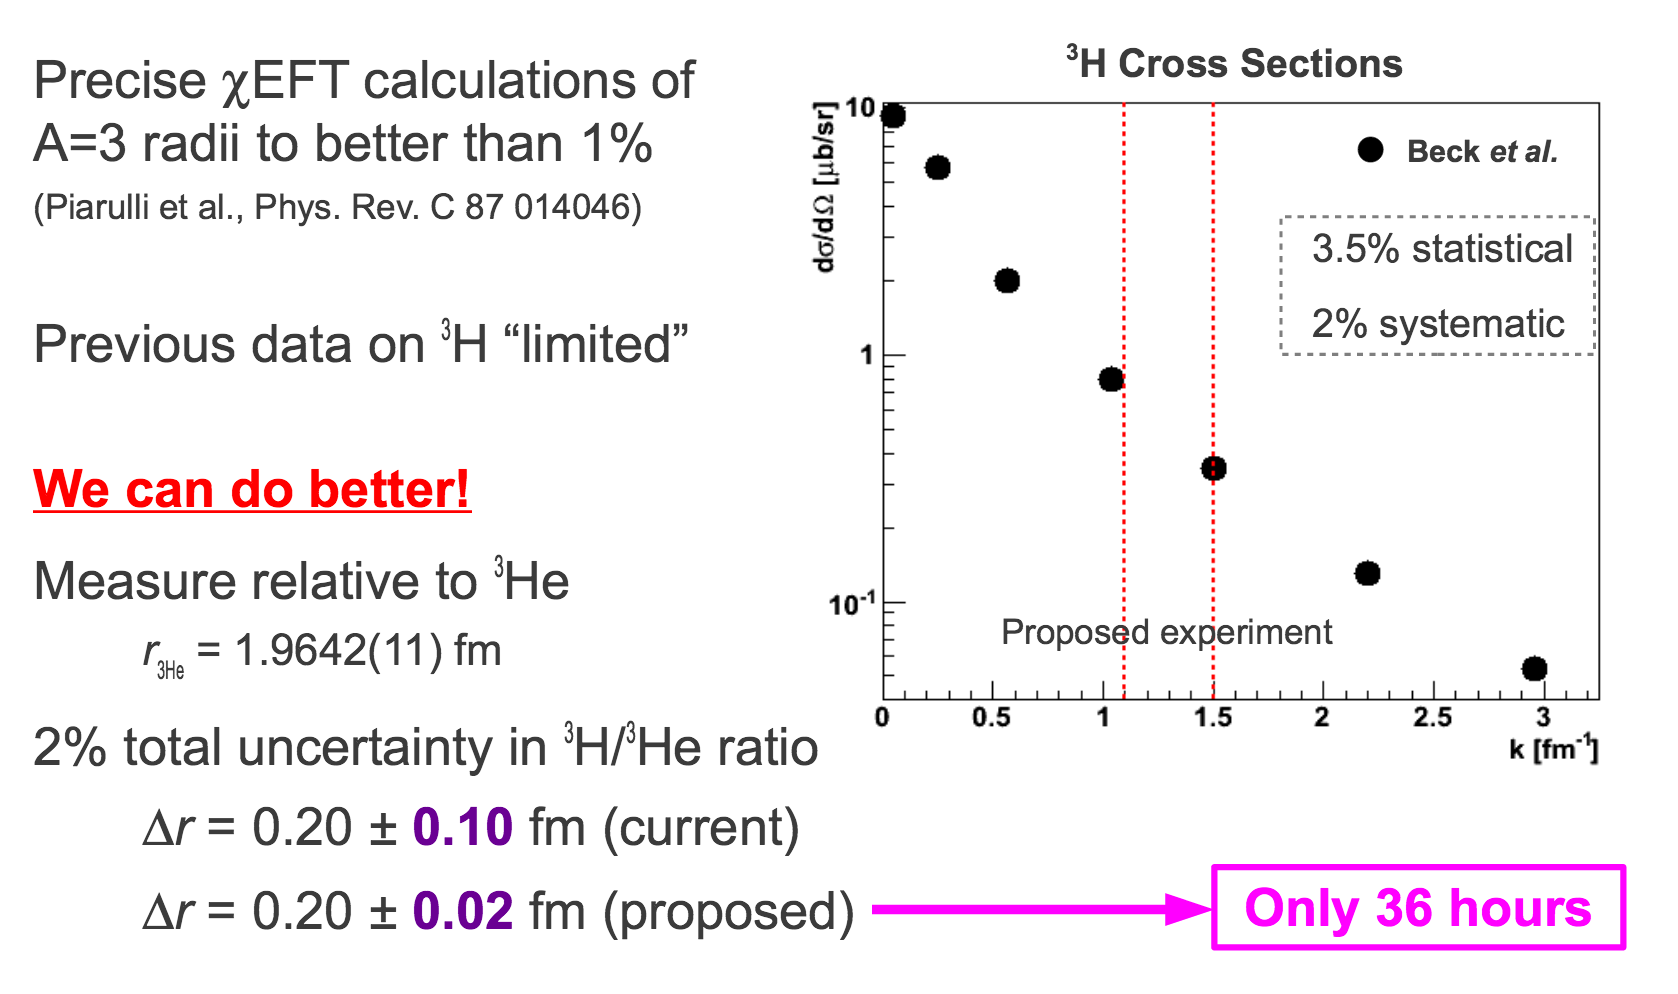 Precise χEFT calculations of
A=3 radii to better than 1%
(Piarulli et al., Phys. Rev. C 87 014046)
Previous data on ³H “limited”
We can do better!
Measure relative to ³He
r₃He = 1.9642(11) fm
2% total uncertainty in ³H/³He ratio
Δr = 0.20 ± 0.10 fm (current)
Δr = 0.20 ± 0.02 fm (proposed)
Only 36 hours
³H Cross Sections
dσ/dΩ [μb/sr]
10
1
10⁻¹
Beck et al.
3.5% statistical
2% systematic
Proposed experiment
0 0.5 1 1.5 2 2.5 3
k [fm⁻¹]